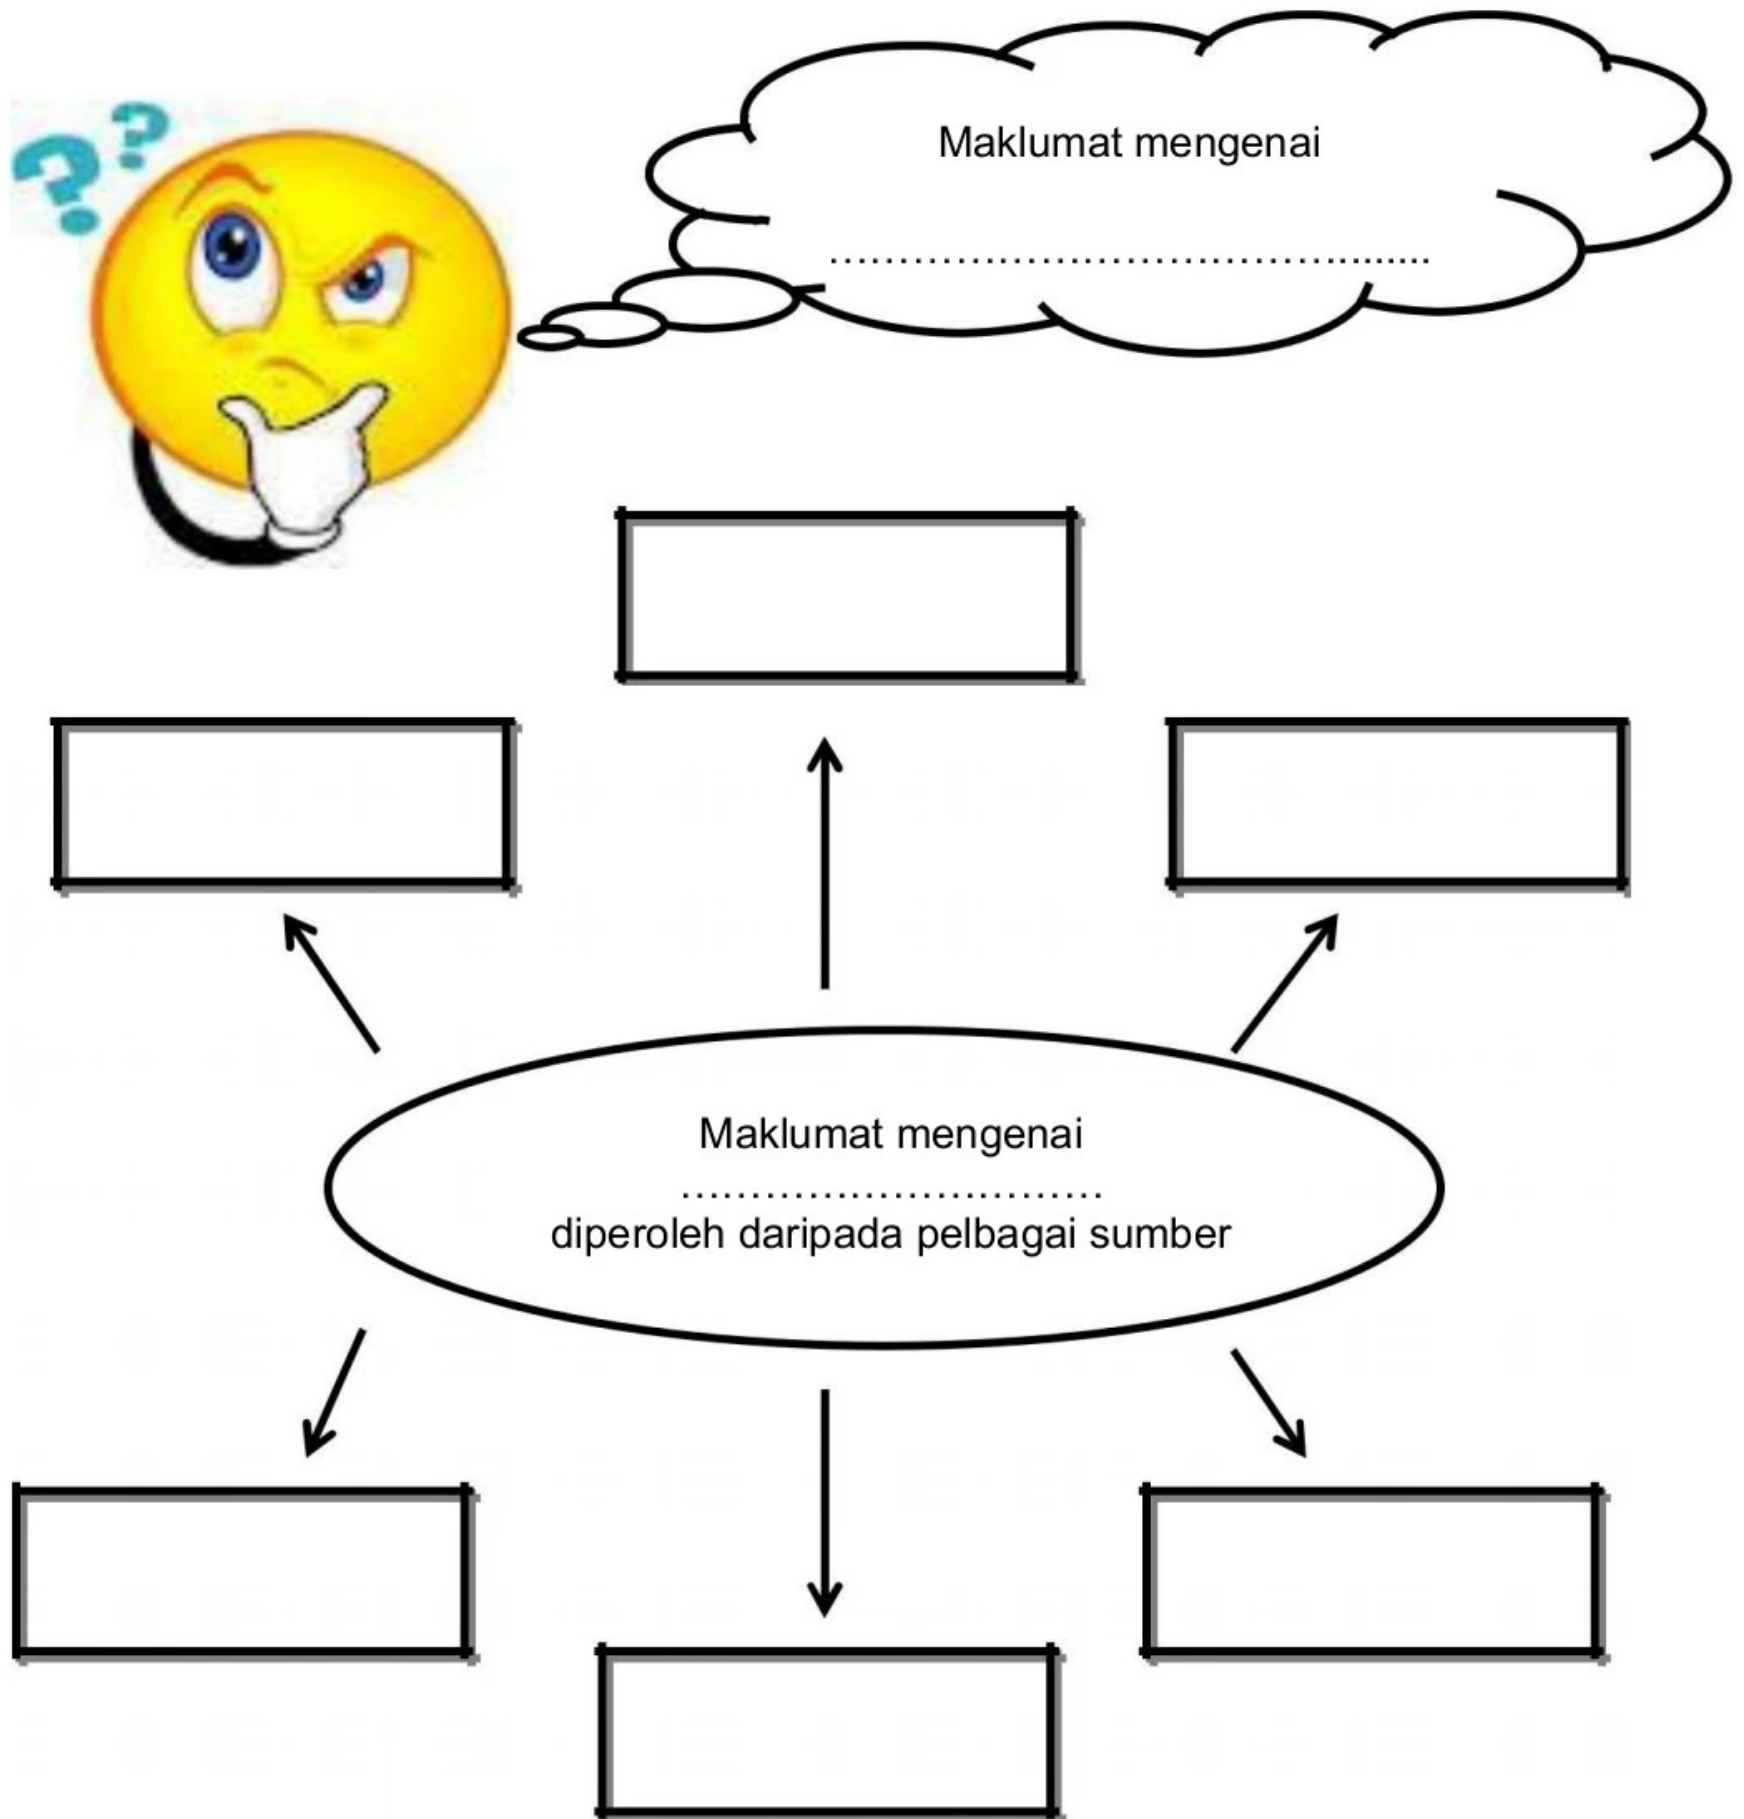 ? ?
Maklumat mengenai
................................................
Maklumat mengenai
............................
diperoleh daripada pelbagai sumber